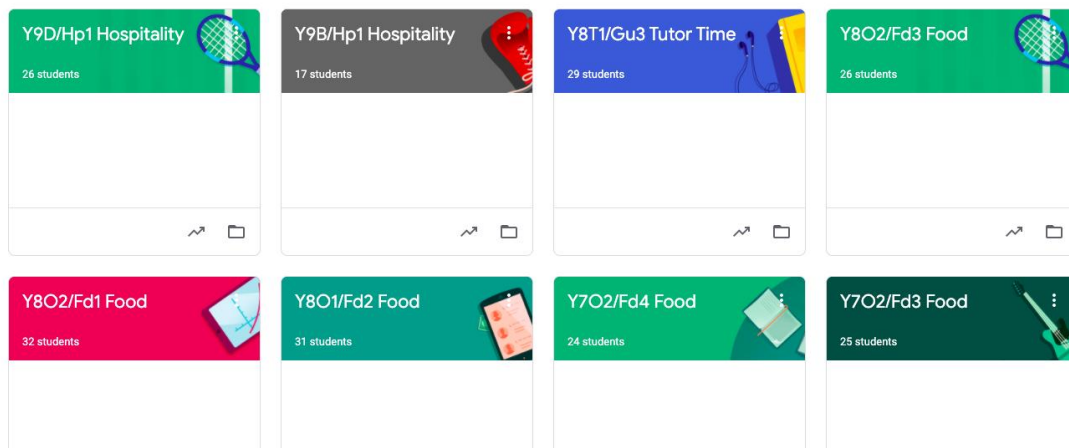 Y9D/Hp1 Hospitality
26 students
Y9B/Hp1 Hospitality
17 students
Y8T1/Gu3 Tutor Time
29 students
Y8O2/Fd3 Food
26 students
Y8O2/Fd1 Food
32 students
Y8O1/Fd2 Food
31 students
Y7O2/Fd4 Food
24 students
Y7O2/Fd3 Food
25 students